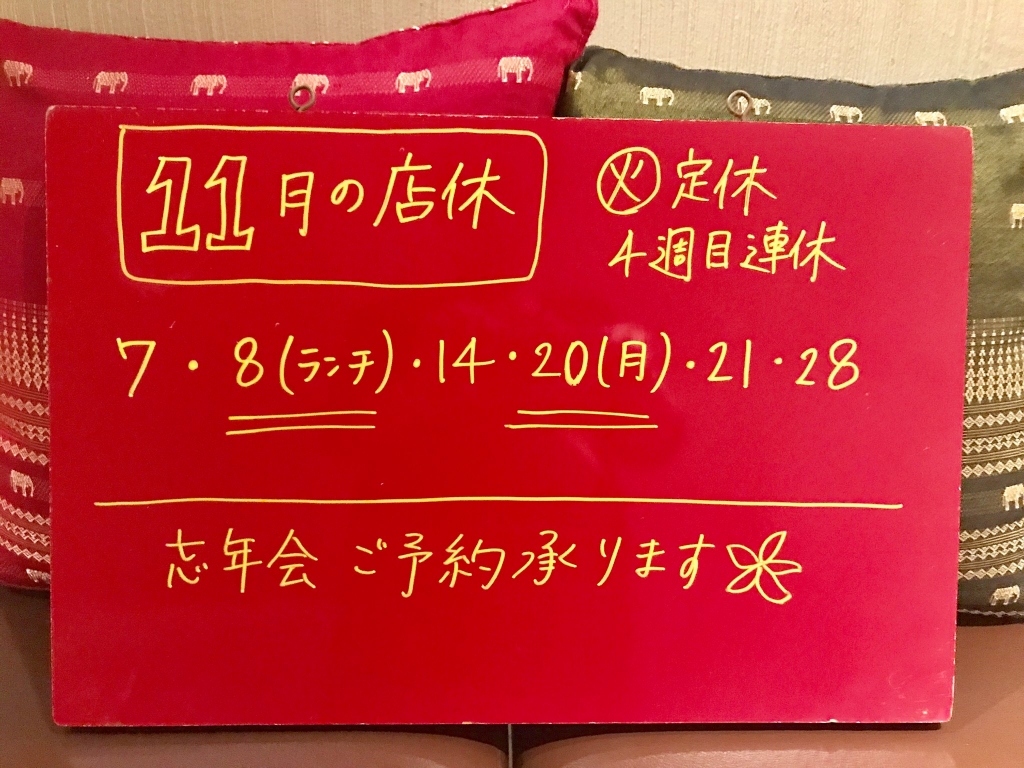 11月の店休
㊋定休
4週目連休
7・8(ランチ)・14・20(月)・21・28
忘年会 ご予約承ります